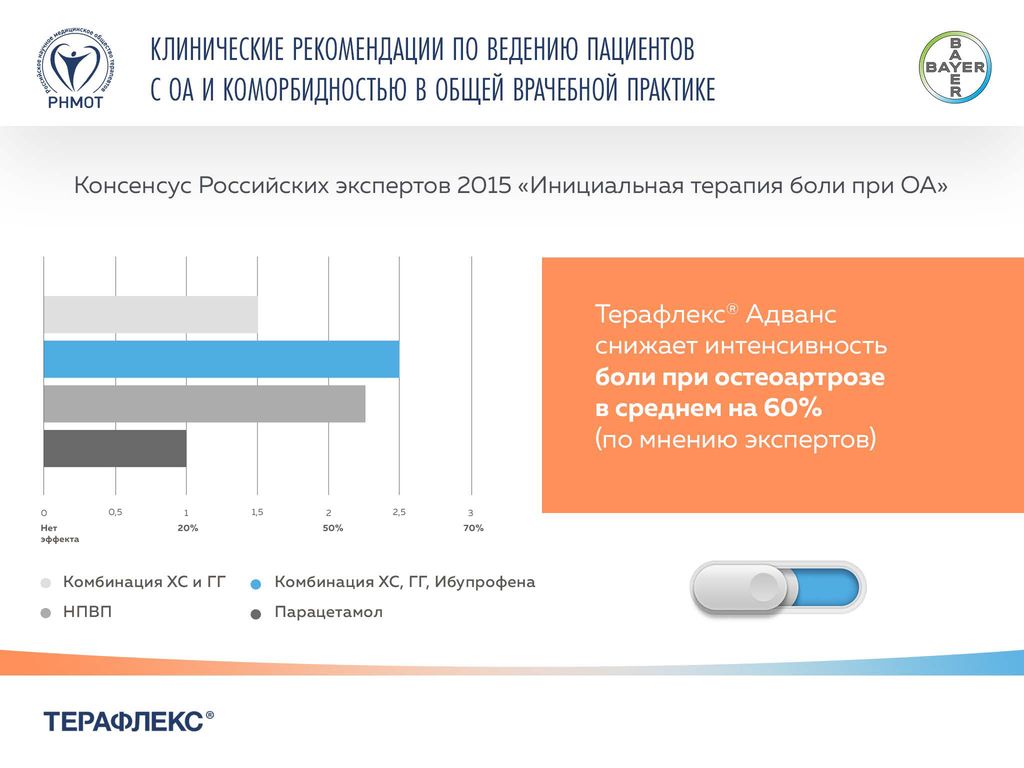 Российское научное медицинское общество терапевтов
РНМОТ
КЛИНИЧЕСКИЕ РЕКОМЕНДАЦИИ ПО ВЕДЕНИЮ ПАЦИЕНТОВ
С ОА И КОМОРБИДНОСТЬЮ В ОБЩЕЙ ВРАЧЕБНОЙ ПРАКТИКЕ
BAYER
BAYER
Консенсус Российских экспертов 2015 «Инициальная терапия боли при ОА»
Терафлекс® Адванс
снижает интенсивность
боли при остеоартрозе
в среднем на 60%
(по мнению экспертов)
0 0,5 1 1,5 2 2,5 3
Нет 20% 50% 70%
эффекта
Комбинация ХС и ГГ Комбинация ХС, ГГ, Ибупрофена
НПВП Парацетамол
ТЕРАФЛЕКС®